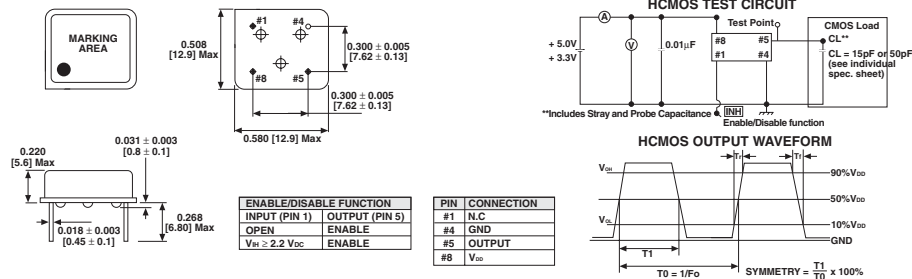 MARKING
AREA
0.508
[12.9] Max
#1
#4
#8
#5
0.300 ± 0.005
[7.62 ± 0.13]
0.300 ± 0.005
[7.62 ± 0.13]
0.580 [12.9] Max
0.220
[5.6] Max
0.031 ± 0.003
[0.8 ± 0.1]
0.018 ± 0.003
[0.45 ± 0.1]
0.268
[6.80] Max
ENABLE/DISABLE FUNCTION
INPUT (PIN 1) OUTPUT (PIN 5)
OPEN ENABLE
VIH ≥ 2.2 VDC ENABLE
PIN CONNECTION
#1 N.C
#4 GND
#5 OUTPUT
#8 VDD
HCMOS TEST CIRCUIT
A
V
+ 5.0V
+ 3.3V
0.01µF
Test Point
#8 #5
#1 #4
CMOS Load
CL**
CL = 15pF or 50pF
(see individual
spec. sheet)
**Includes Stray and Probe Capacitance
INH
Enable/Disable function
HCMOS OUTPUT WAVEFORM
VOH
VOL
Tr
Tf
90%VDD
50%VDD
10%VDD
GND
T1
T0 = 1/Fo
SYMMETRY = T1/T0 x 100%